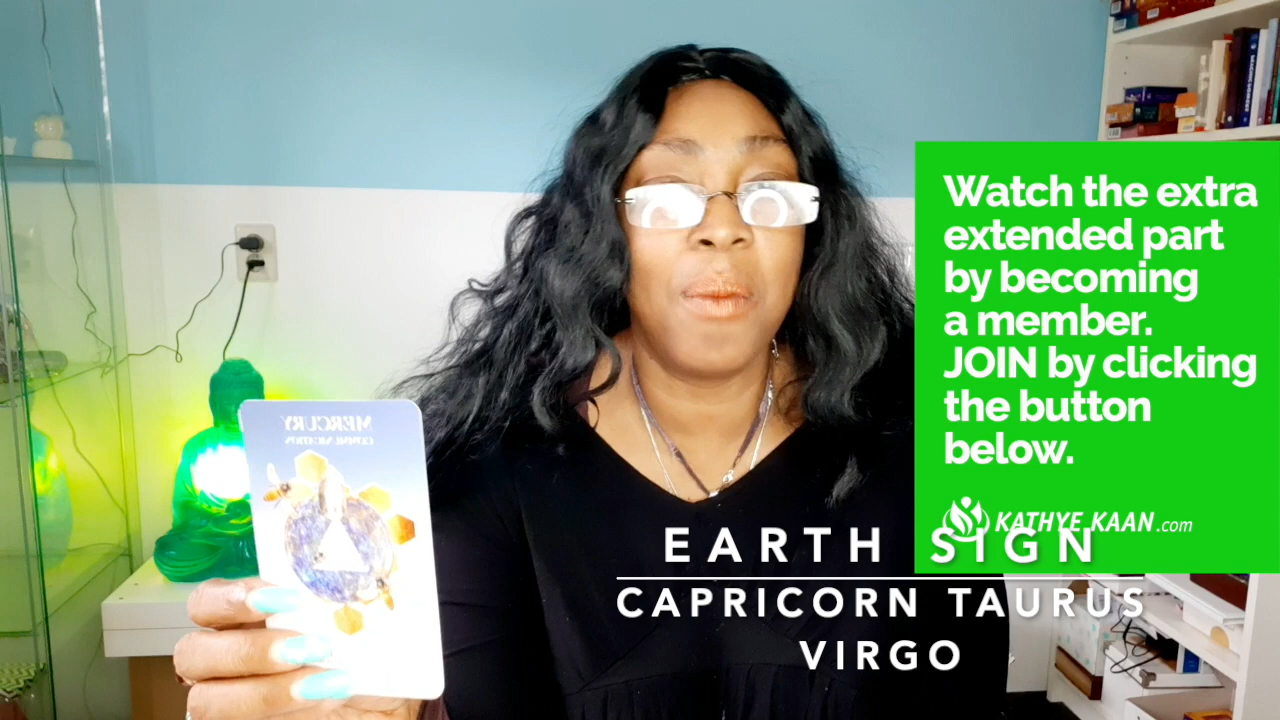 MERCURY
COMMUNICATION
Watch the extra
extended part
by becoming
a member.
JOIN by clicking
the button
below.
KATHYE KAAN.com
EARTH SIGN
CAPRICORN TAURUS
VIRGO